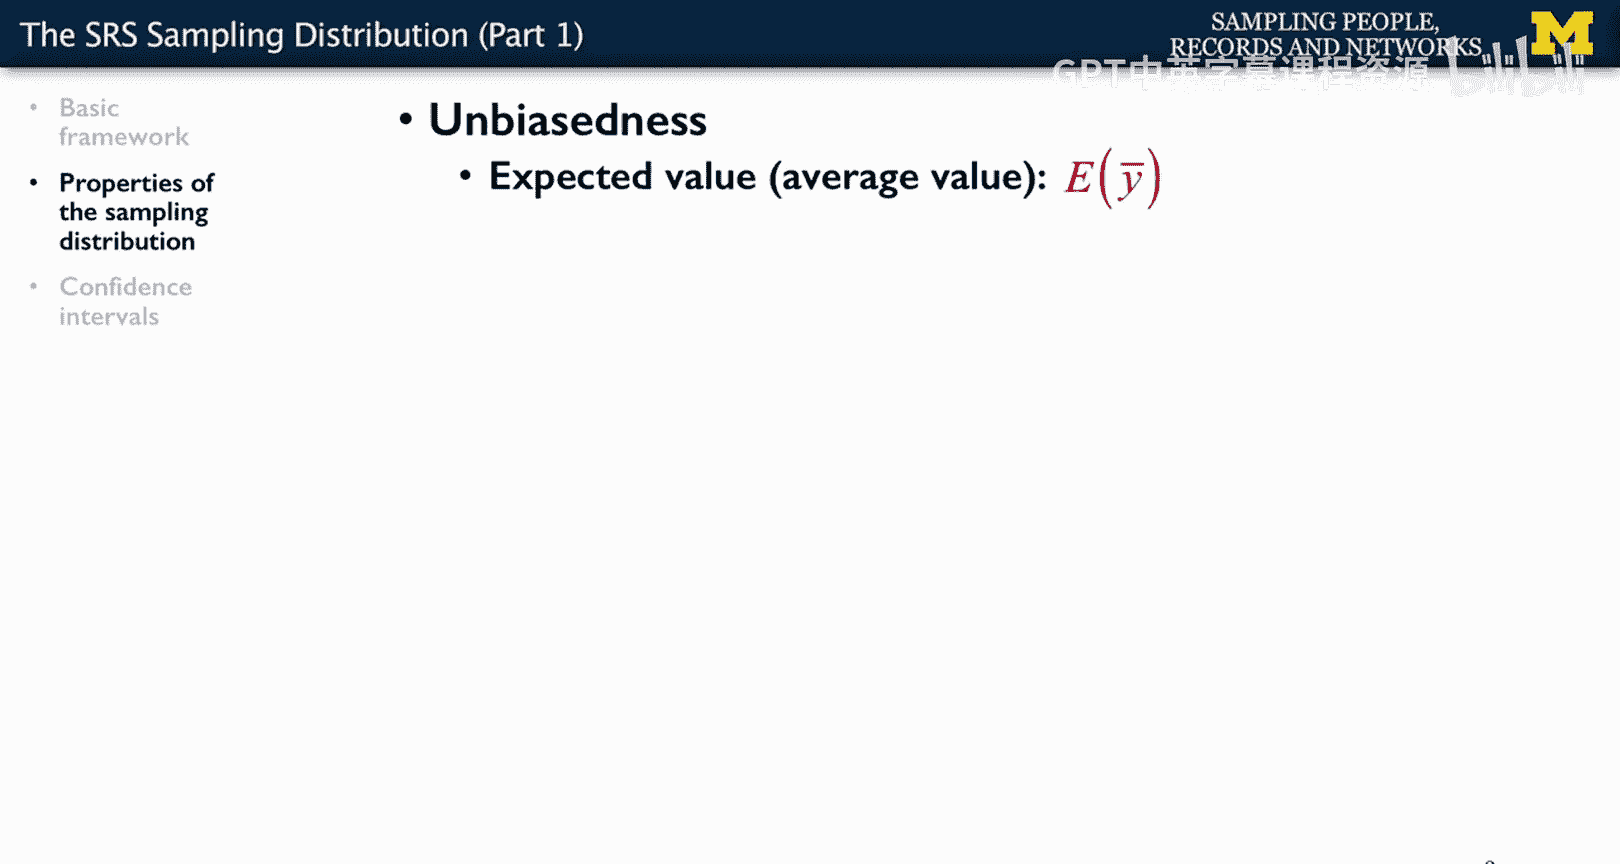 The SRS Sampling Distribution (Part 1)
SAMPLING PEOPLE,
RECORDS AND NETWORKS
GPT中英字幕课程资源
bilibili
• Basic
framework
• Properties of
the sampling
distribution
• Confidence
intervals
• Unbiasedness
• Expected value (average value): E(ȳ)